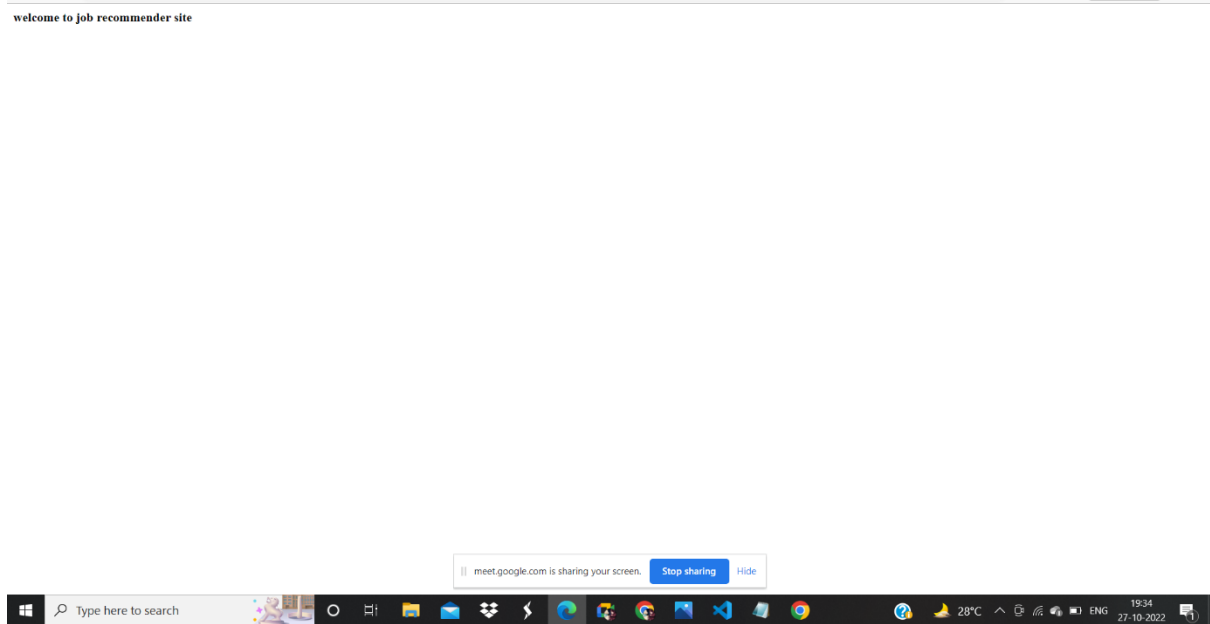 welcome to job recommender site
meet.google.com is sharing your screen. Stop sharing Hide
Type here to search 28°C ENG 19:34
27-10-2022 1